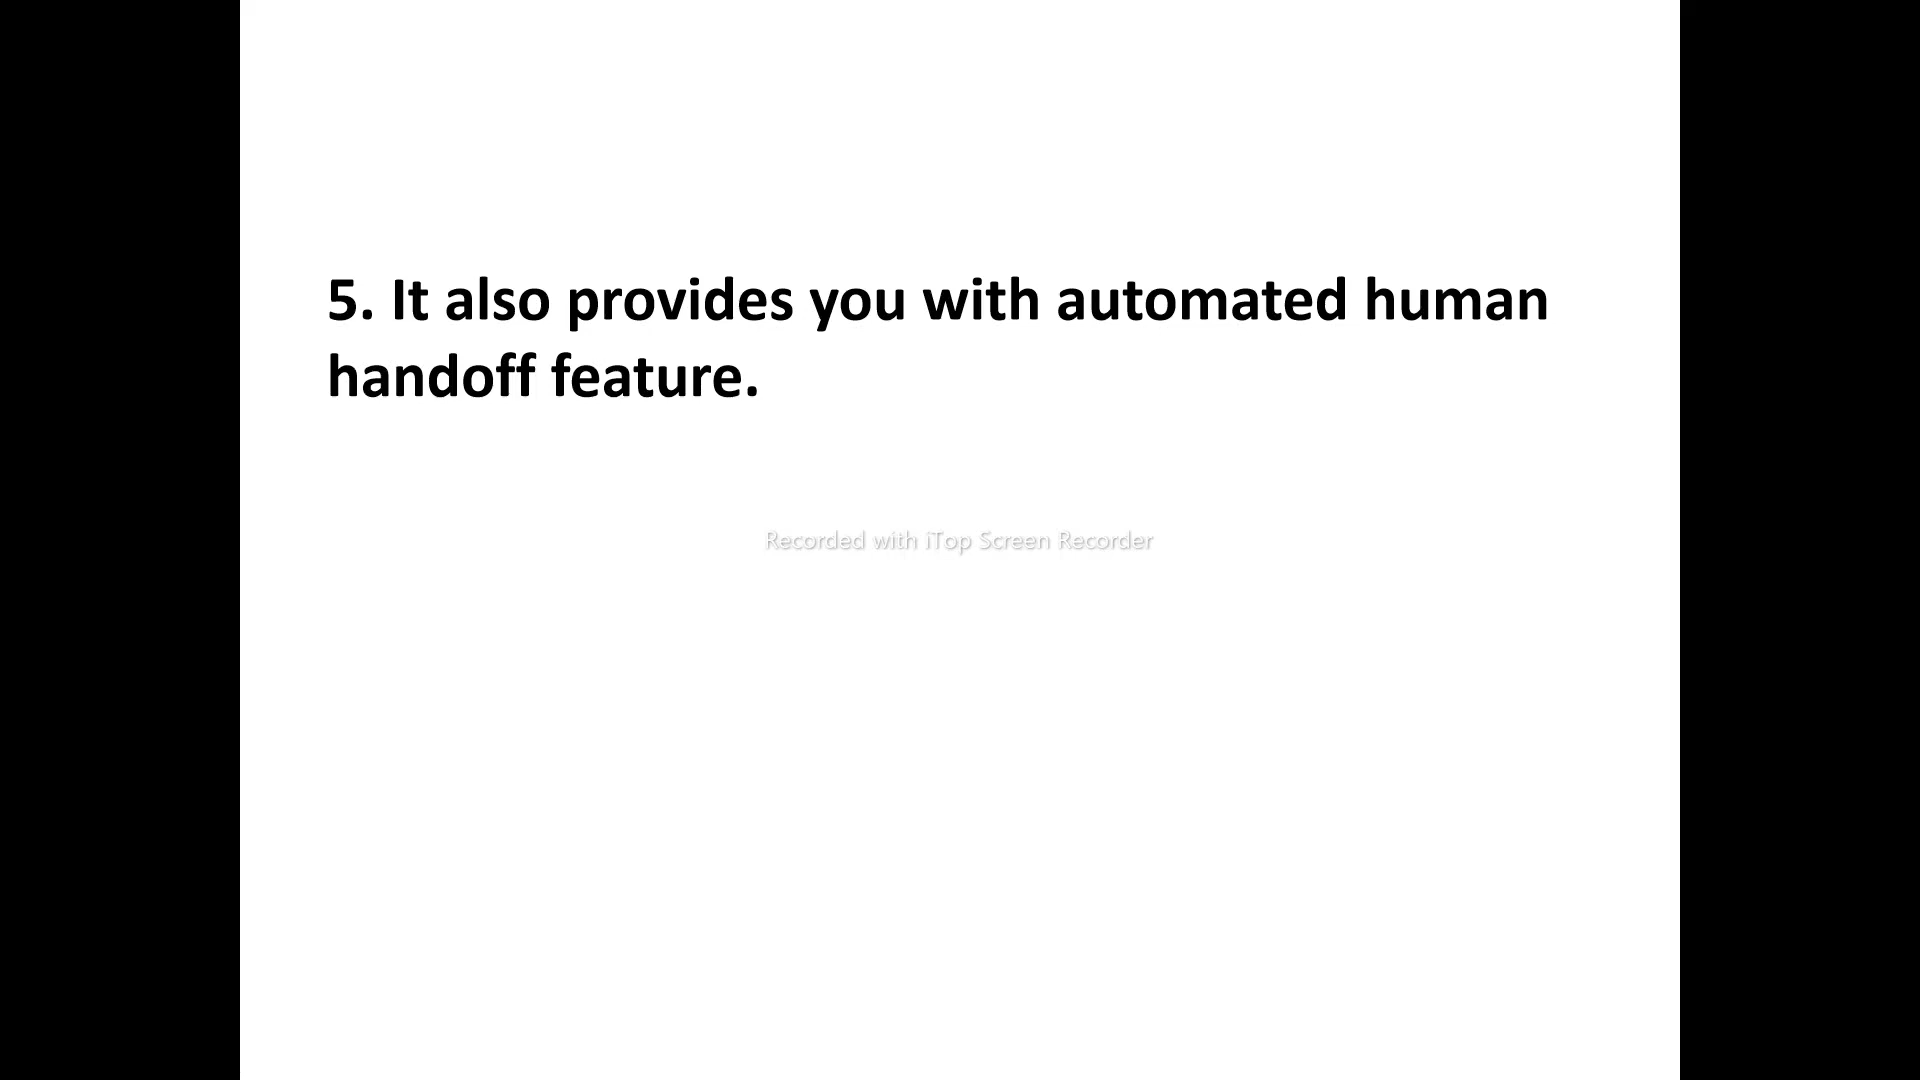 5. It also provides you with automated human
handoff feature.
Recorded with iTop Screen Recorder